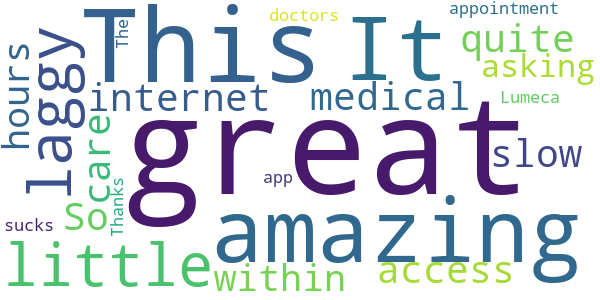 doctors
appointment
The
This
It
quite
asking
hours
laggy
internet
medical
Lumeca
great
care
slow
app
Thanks
So
sucks
amazing
little
within
access